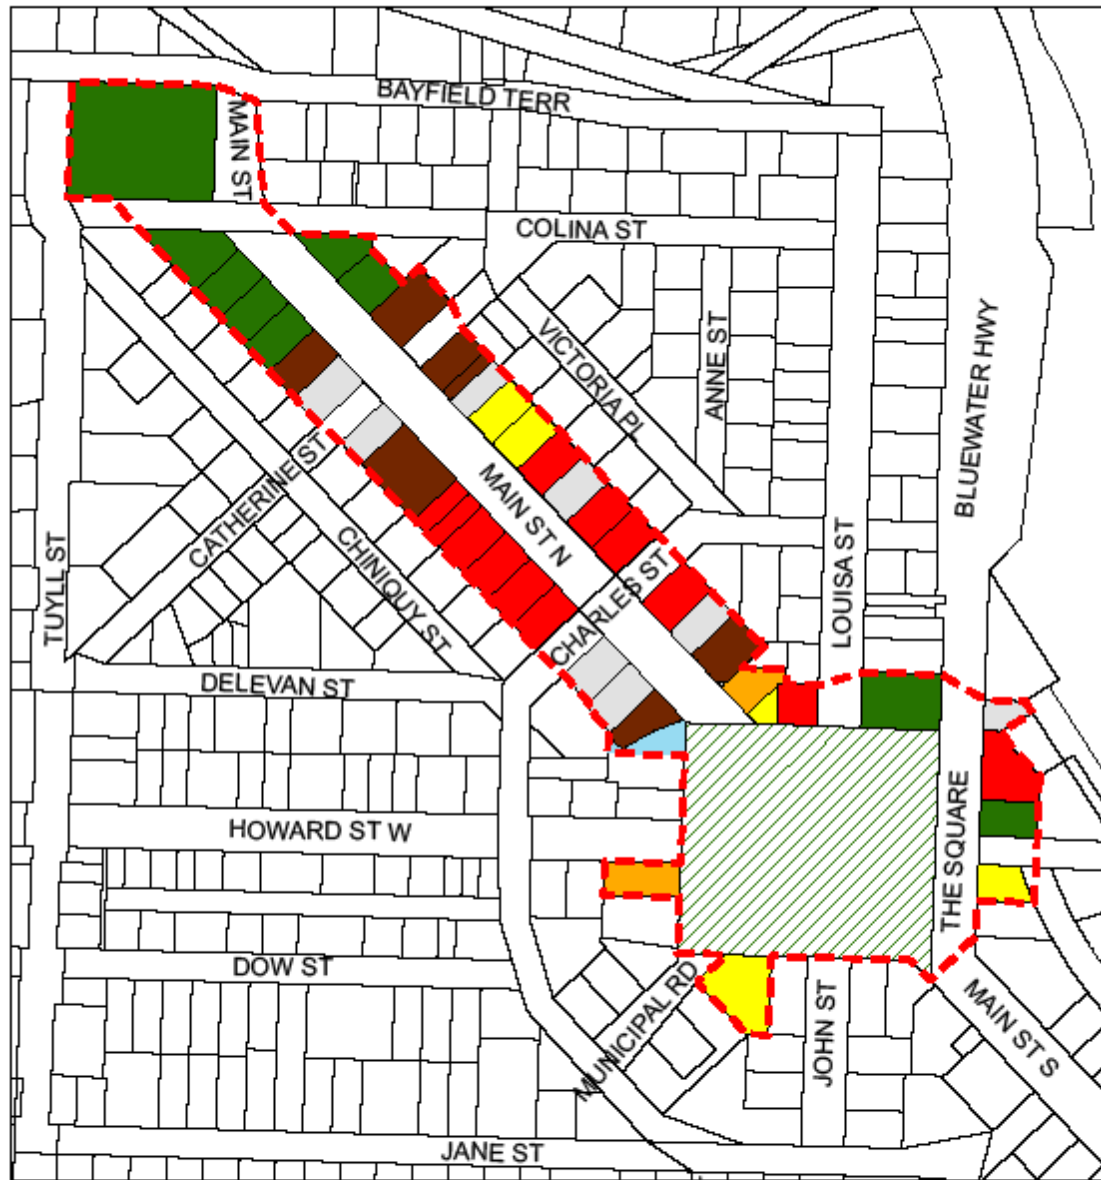 BAYFIELD TERR
MAIN ST
COLINA ST
VICTORIA PL
ANNE ST
BLUEWATER HWY
MAIN ST N
CATHERINE ST
CHINIQUY ST
TUYLL ST
CHARLES ST
LOUISA ST
DELEVAN ST
HOWARD ST W
THE SQUARE
DOW ST
MUNICIPAL RD
JOHN ST
MAIN ST S
JANE ST